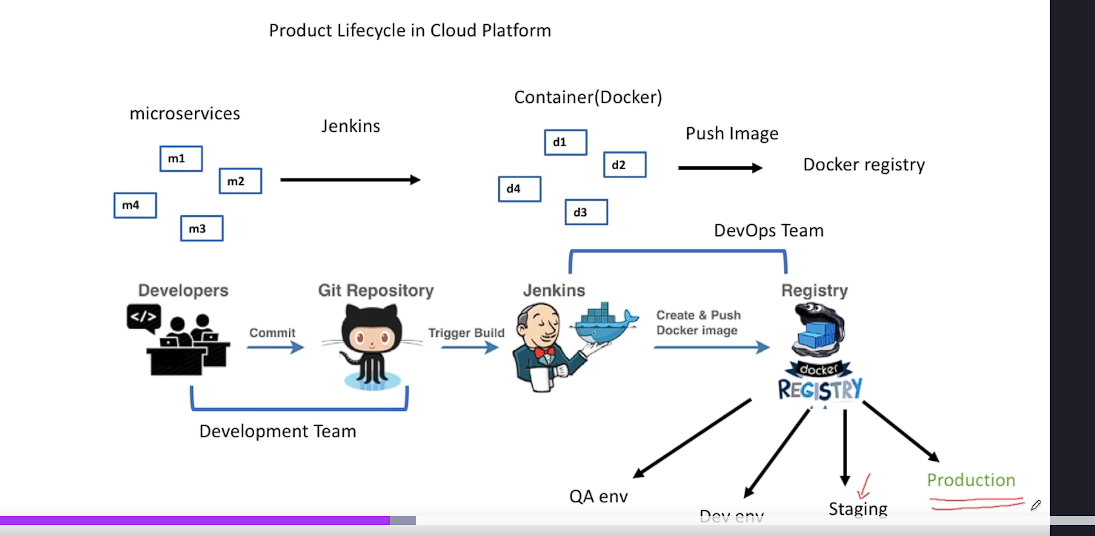 Product Lifecycle in Cloud Platform
Container(Docker)
microservices
Jenkins
Push Image
m1
d1
d2
Docker registry
m2
d4
m4
d3
m3
DevOps Team
Developers
Git Repository
Jenkins
Registry
</>
Commit
Trigger Build
Create & Push
Docker image
docker
REGISTRY
Development Team
Production
QA env
Staging
Dev env